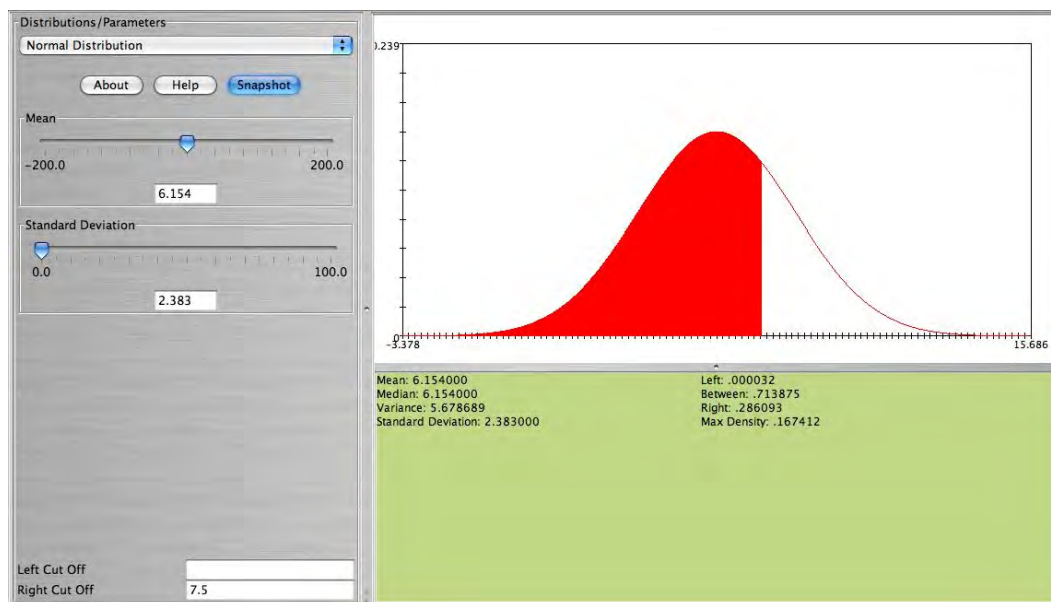 Distributions/Parameters
Normal Distribution
About Help Snapshot
Mean
-200.0 200.0
6.154
Standard Deviation
0.0 100.0
2.383
Left Cut Off
Right Cut Off 7.5
0.239
0
-3.378 15.686
Mean: 6.154000
Median: 6.154000
Variance: 5.678689
Standard Deviation: 2.383000
Left: .000032
Between: .713875
Right: .286093
Max Density: .167412